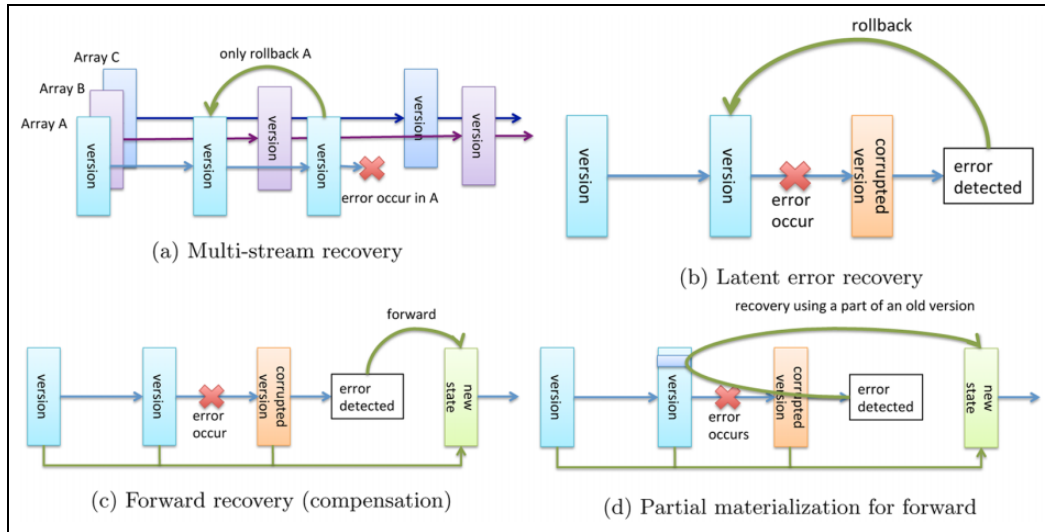 only rollback A
Array C
Array B
Array A
version
version
version
version
version
version
error occur in A
(a) Multi-stream recovery
rollback
version
version
corrupted
version
error
occur
error
detected
(b) Latent error recovery
forward
version
version
corrupted
version
error
occur
error
detected
new
state
(c) Forward recovery (compensation)
recovery using a part of an old version
version
version
corrupted
version
error
occurs
error
detected
new
state
(d) Partial materialization for forward